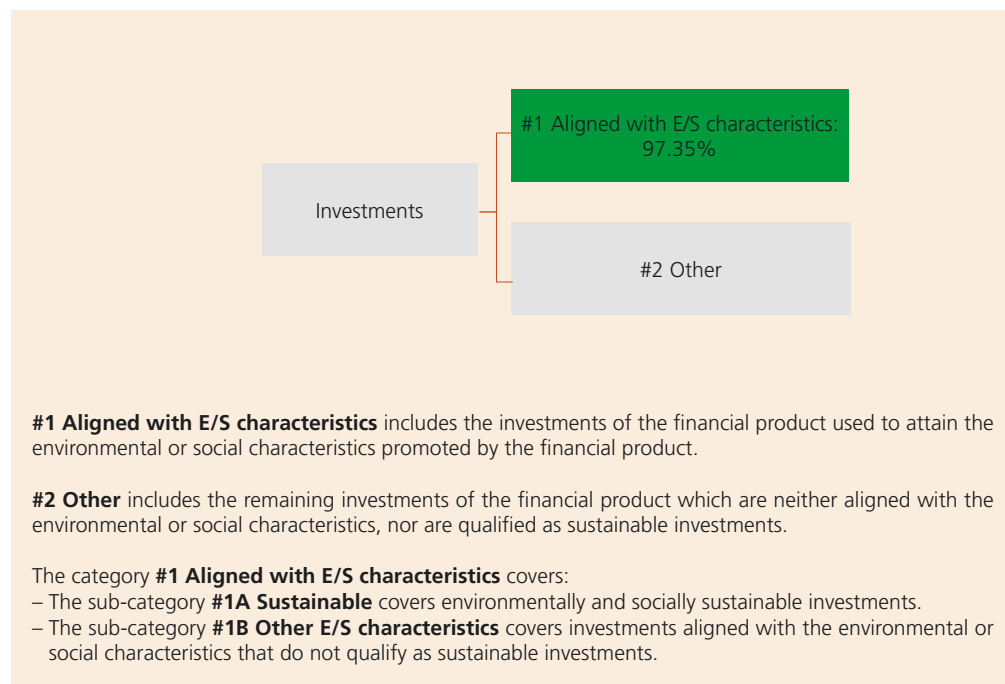 #1 Aligned with E/S characteristics:
97.35%
Investments
#2 Other
#1 Aligned with E/S characteristics includes the investments of the financial product used to attain the
environmental or social characteristics promoted by the financial product.
#2 Other includes the remaining investments of the financial product which are neither aligned with the
environmental or social characteristics, nor are qualified as sustainable investments.
The category #1 Aligned with E/S characteristics covers:
– The sub-category #1A Sustainable covers environmentally and socially sustainable investments.
– The sub-category #1B Other E/S characteristics covers investments aligned with the environmental or
social characteristics that do not qualify as sustainable investments.